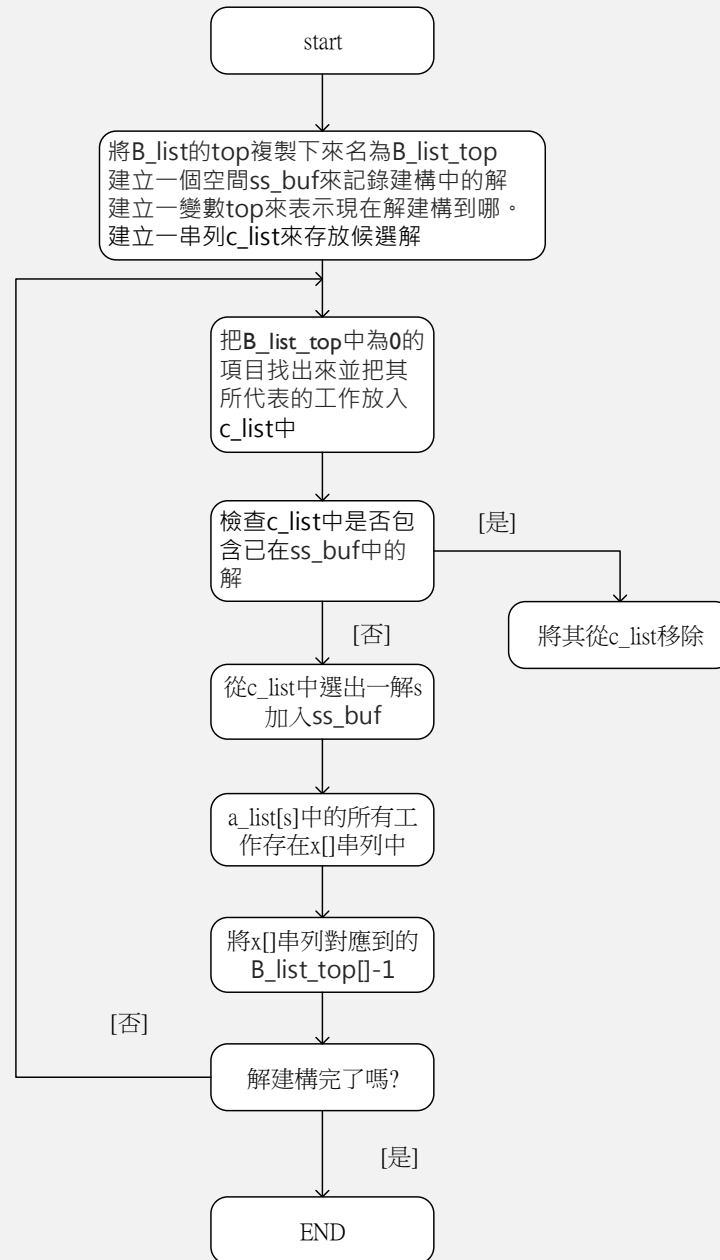 start
將B_list的top複製下來名為B_list_top
建立一個空間ss_buf來記錄建構中的解
建立一變數top來表示現在解建構到哪。
建立一串列c_list來存放候選解
把B_list_top中為0的
項目找出來並把其
所代表的工作放入
c_list中
檢查c_list中是否包
含已在ss_buf中的
解
[是]
將其從c_list移除
[否]
從c_list中選出一解s
加入ss_buf
a_list[s]中的所有工
作存在x[]串列中
將x[]串列對應到的
B_list_top[]-1
[否]
解建構完了嗎?
[是]
END